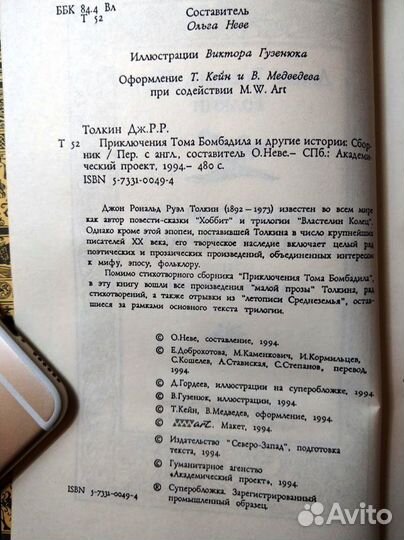 ББК 84.4 Вл
Т 52
Составитель
Ольга Неве
Иллюстрации Виктора Гузенюка
Оформление Т. Кейн и В. Медведева
при содействии M.W. Art
Толкин Дж.Р.Р.
Т 52 Приключения Тома Бомбадила и другие истории: Сбор-
ник / Пер. с англ., составитель О.Неве.– СПб.: Академи-
ческий проект, 1994.– 480 с.
ISBN 5-7331-0049-4
Джон Рональд Руэл Толкин (1892–1973) известен во всем мире
как автор повести-сказки "Хоббит" и трилогии "Властелин Колец".
Однако кроме этой эпопеи, поставившей Толкина в число крупнейших
писателей XX века, его творческое наследие включает целый ряд
поэтических и прозаических произведений, объединенных интересом
к мифу, эпосу, фольклору.
Помимо стихотворного сборника "Приключения Тома Бомбадила",
в эту книгу вошли все произведения "малой прозы" Толкина, ряд
стихотворений, а также отрывки из "летописи Средиземья", остав-
шиеся за рамками основного текста трилогии.
© О.Неве, составление, 1994.
© Е.Доброхотова, М.Каменкович, И.Кормильцев,
С.Кошелев, А.Ставиская, С.Степанов, перевод,
1994.
© Д.Гордеев, иллюстрации на суперобложке, 1994.
© В.Гузенюк, иллюстрации, 1994.
© Т.Кейн, В.Медведев, оформление, 1994.
© art. Макет, 1994.
© Издательство "Северо-Запад", подготовка
текста, 1994.
© Гуманитарное агенство
«Академический проект», 1994.
ISBN 5-7331-0049-4
® Суперобложка. Зарегистрированный
промышленный образец.
Avito